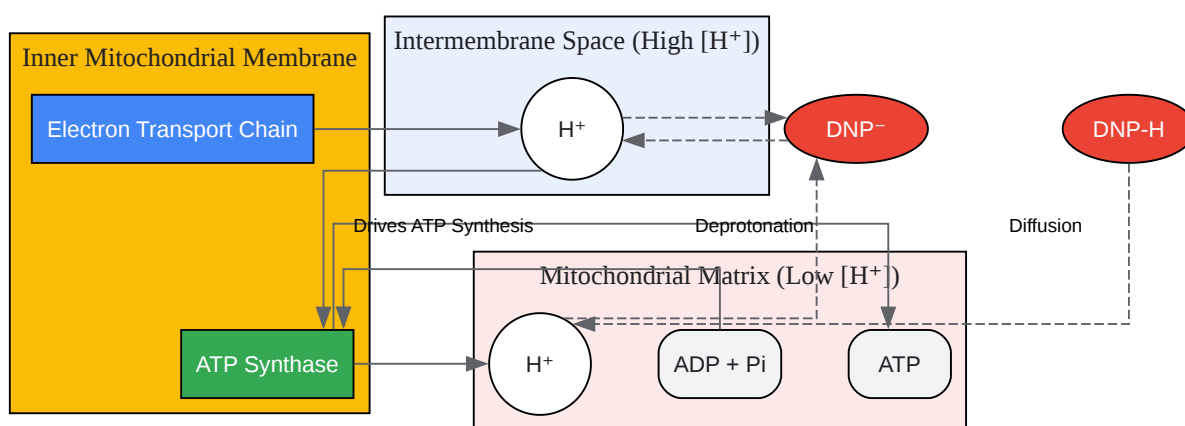 Intermembrane Space (High [H⁺])
Inner Mitochondrial Membrane
Electron Transport Chain
H⁺
DNP⁻
DNP-H
Drives ATP Synthesis
Deprotonation
Diffusion
Mitochondrial Matrix (Low [H⁺])
ATP Synthase
H⁺
ADP + Pi
ATP